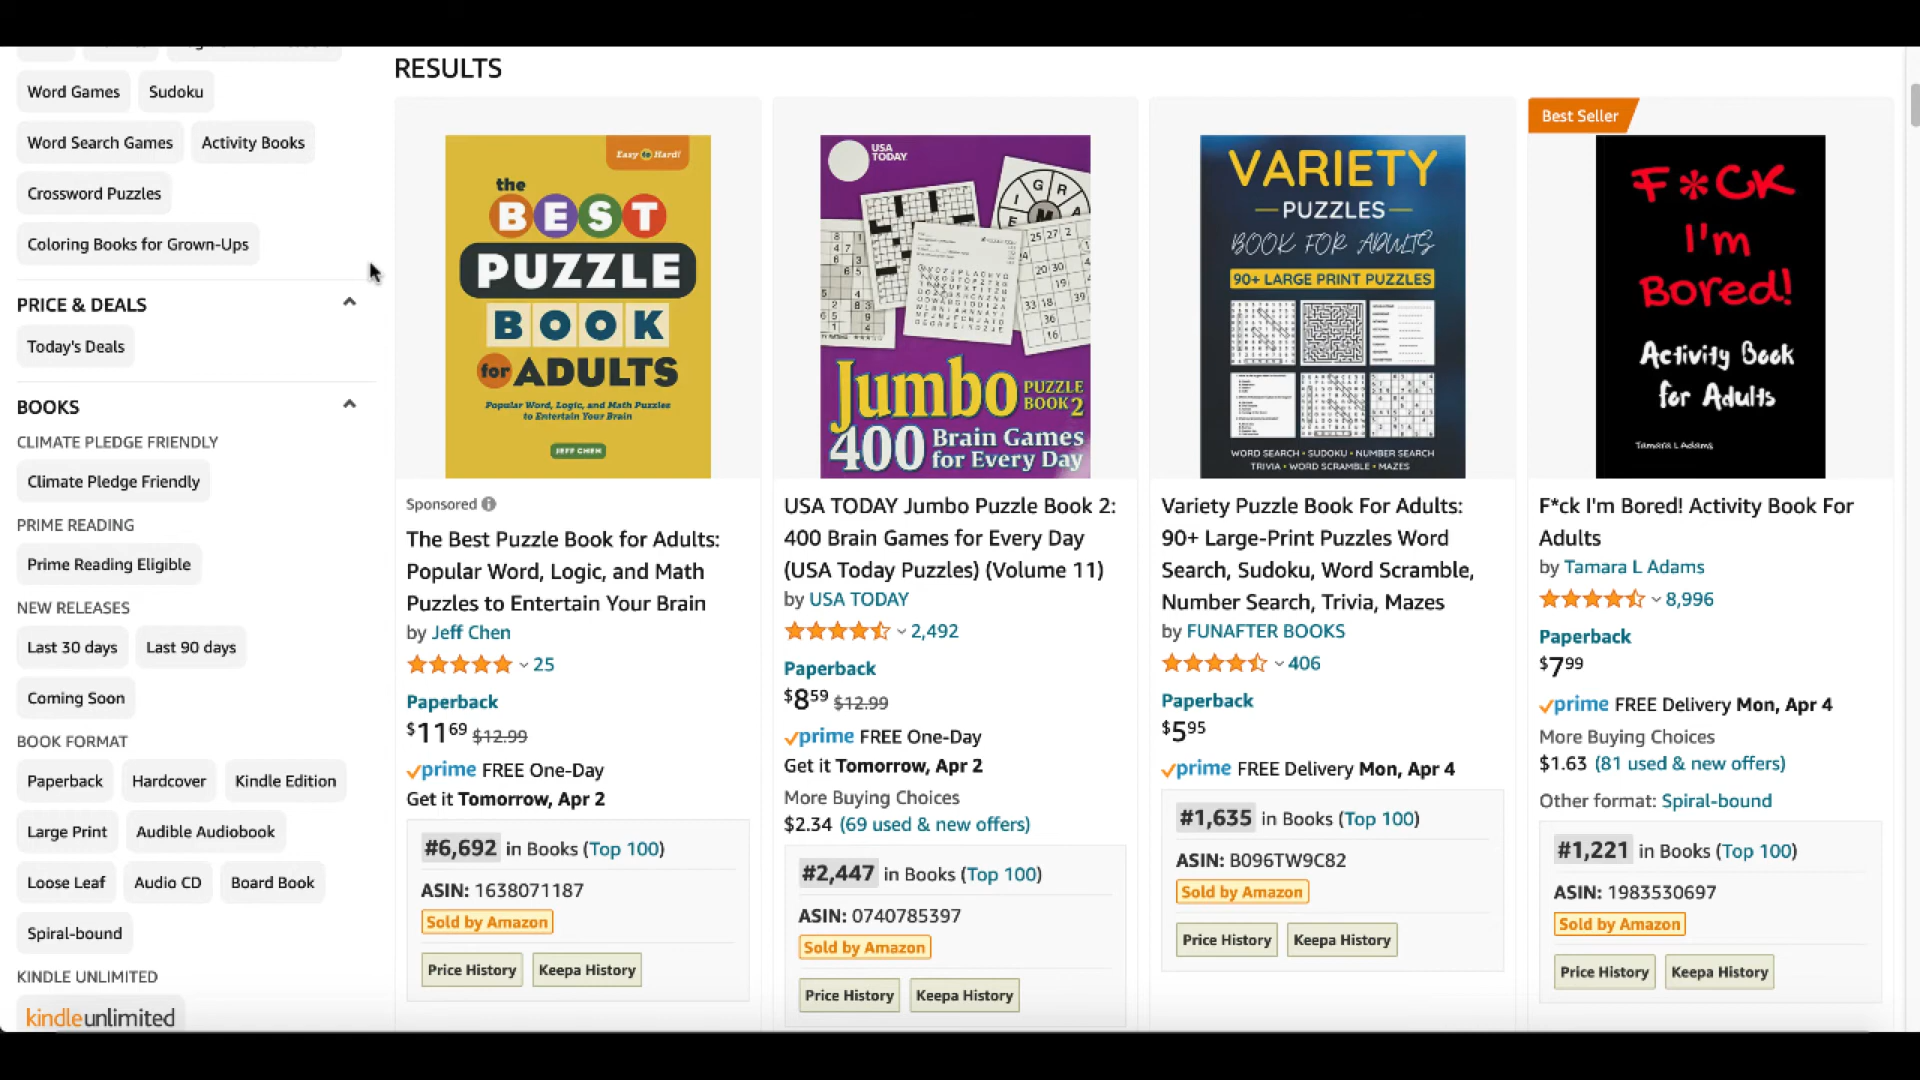 RESULTS
Word Games
Sudoku
Word Search Games
Activity Books
Crossword Puzzles
Coloring Books for Grown-Ups
PRICE & DEALS
Today's Deals
BOOKS
CLIMATE PLEDGE FRIENDLY
Climate Pledge Friendly
PRIME READING
Prime Reading Eligible
NEW RELEASES
Last 30 days
Last 90 days
Coming Soon
BOOK FORMAT
Paperback
Hardcover
Kindle Edition
Large Print
Audible Audiobook
Loose Leaf
Audio CD
Board Book
Spiral-bound
KINDLE UNLIMITED
kindleunlimited
Easy to Hard!
the
BEST
PUZZLE
BOOK
for ADULTS
Popular Word, Logic, and Math Puzzles
to Entertain Your Brain
JEFF CHEN
Sponsored
The Best Puzzle Book for Adults:
Popular Word, Logic, and Math
Puzzles to Entertain Your Brain
by Jeff Chen
25
Paperback
$1169 $12.99
prime FREE One-Day
Get it Tomorrow, Apr 2
#6,692 in Books (Top 100)
ASIN: 1638071187
Sold by Amazon
Price History
Keepa History
USA
TODAY
Jumbo PUZZLE
BOOK 2
400 Brain Games
for Every Day
USA TODAY Jumbo Puzzle Book 2:
400 Brain Games for Every Day
(USA Today Puzzles) (Volume 11)
by USA TODAY
2,492
Paperback
$859 $12.99
prime FREE One-Day
Get it Tomorrow, Apr 2
More Buying Choices
$2.34 (69 used & new offers)
#2,447 in Books (Top 100)
ASIN: 0740785397
Sold by Amazon
Price History
Keepa History
VARIETY
PUZZLES
BOOK FOR ADULTS
90+ LARGE PRINT PUZZLES
WORD SEARCH • SUDOKU • NUMBER SEARCH
TRIVIA • WORD SCRAMBLE • MAZES
Variety Puzzle Book For Adults:
90+ Large-Print Puzzles Word
Search, Sudoku, Word Scramble,
Number Search, Trivia, Mazes
by FUNAFTER BOOKS
406
Paperback
$595
prime FREE Delivery Mon, Apr 4
#1,635 in Books (Top 100)
ASIN: B096TW9C82
Sold by Amazon
Price History
Keepa History
Best Seller
F*CK
I'm
Bored!
Activity Book
for Adults
Tamara L Adams
F*ck I'm Bored! Activity Book For
Adults
by Tamara L Adams
8,996
Paperback
$799
prime FREE Delivery Mon, Apr 4
More Buying Choices
$1.63 (81 used & new offers)
Other format: Spiral-bound
#1,221 in Books (Top 100)
ASIN: 1983530697
Sold by Amazon
Price History
Keepa History